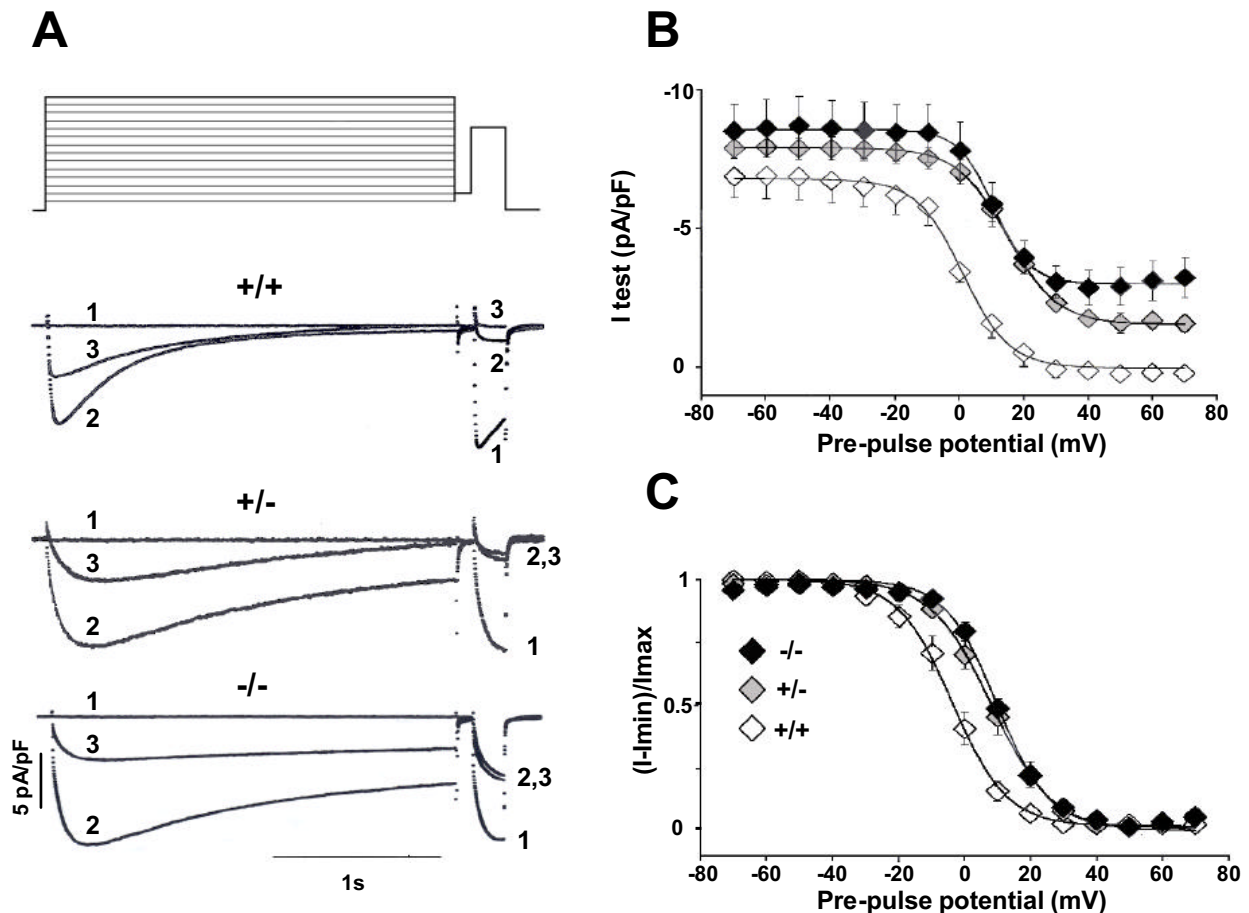 A
+/+
1
3
2
3
2
1
+/-
1
3
2
2,3
1
-/-
1
3
2
2,3
1
5 pA/pF
1s
B
-10
-5
0
I test (pA/pF)
-80 -60 -40 -20 0 20 40 60 80
Pre-pulse potential (mV)
C
1
0.5
0
(I-Imin)/Imax
-/-
+/-
+/+
-80 -60 -40 -20 0 20 40 60 80
Pre-pulse potential (mV)